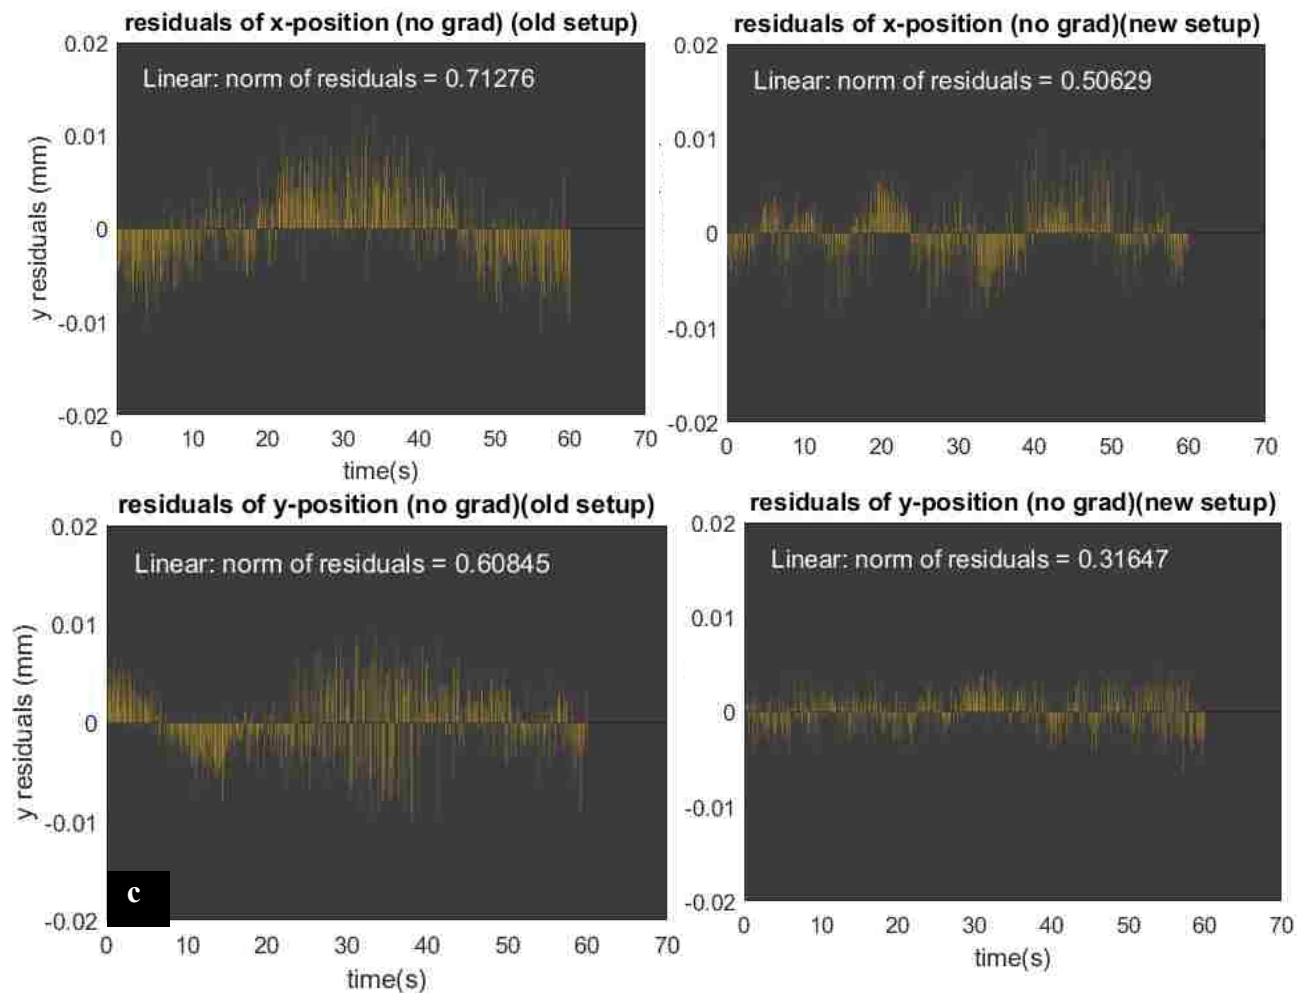 residuals of x-position (no grad) (old setup)
Linear: norm of residuals = 0.71276
y residuals (mm)
0.02
0.01
0
-0.01
-0.02
0 10 20 30 40 50 60 70
time(s)
residuals of x-position (no grad)(new setup)
Linear: norm of residuals = 0.50629
0.02
0.01
0
-0.01
-0.02
0 10 20 30 40 50 60 70
residuals of y-position (no grad)(old setup)
Linear: norm of residuals = 0.60845
y residuals (mm)
0.02
0.01
0
-0.01
-0.02
c
0 10 20 30 40 50 60 70
time(s)
residuals of y-position (no grad)(new setup)
Linear: norm of residuals = 0.31647
0.02
0.01
0
-0.01
-0.02
0 10 20 30 40 50 60 70
time(s)